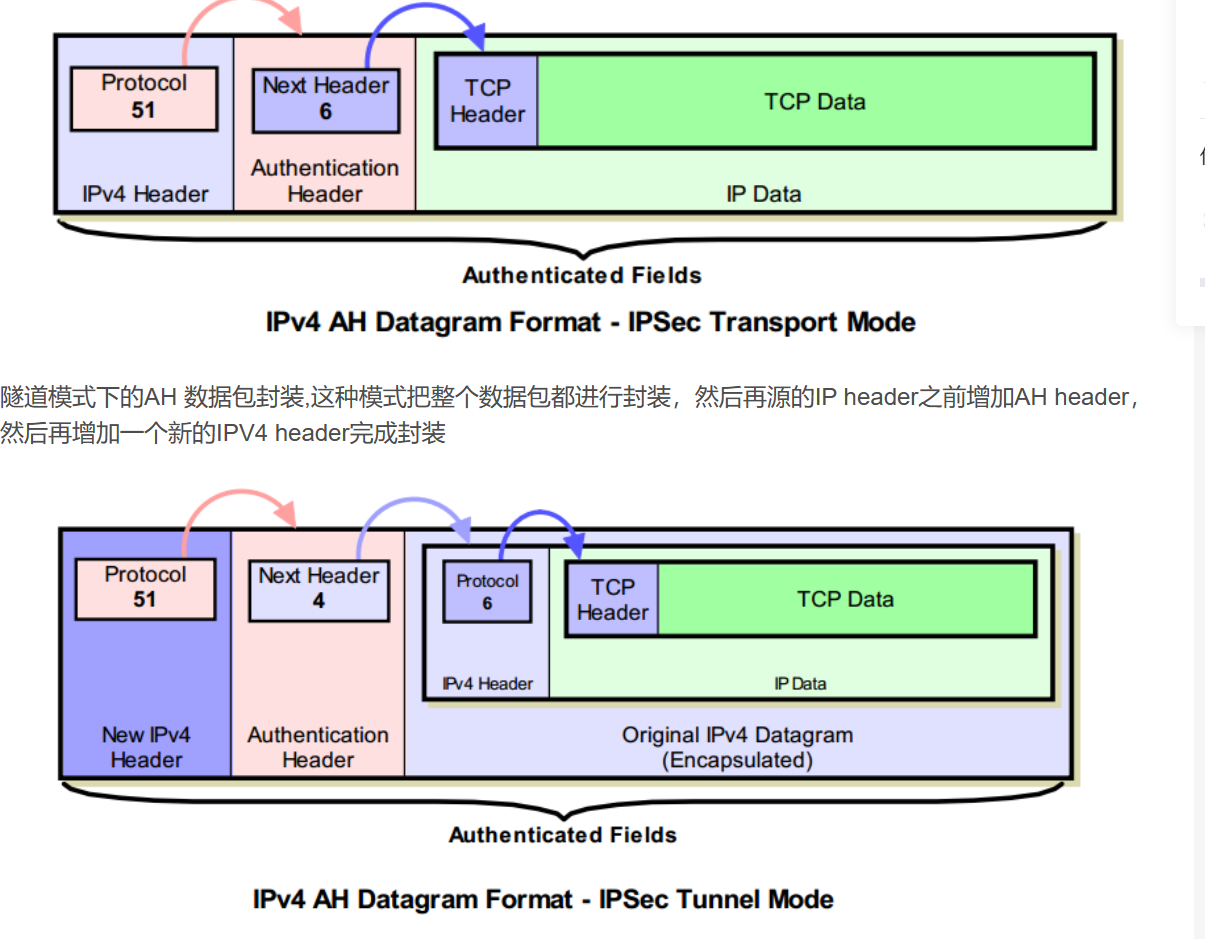 Protocol
51
Next Header
6
TCP
Header
TCP Data
IPv4 Header
Authentication
Header
IP Data
Authenticated Fields
IPv4 AH Datagram Format - IPSec Transport Mode
隧道模式下的AH 数据包封装,这种模式把整个数据包都进行封装，然后再源的IP header之前增加AH header，
然后再增加一个新的IPV4 header完成封装
Protocol
51
Next Header
4
Protocol
6
TCP
Header
TCP Data
IPv4 Header
IP Data
New IPv4
Header
Authentication
Header
Original IPv4 Datagram
(Encapsulated)
Authenticated Fields
IPv4 AH Datagram Format - IPSec Tunnel Mode